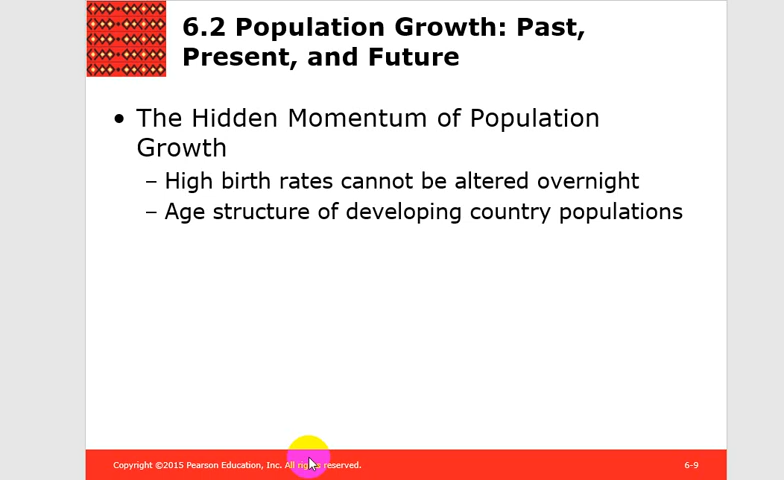 6.2 Population Growth: Past,
Present, and Future
• The Hidden Momentum of Population
Growth
– High birth rates cannot be altered overnight
– Age structure of developing country populations
Copyright ©2015 Pearson Education, Inc. All rights reserved.
6-9